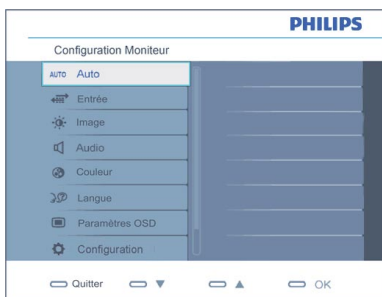 PHILIPS
Configuration Moniteur
AUTO Auto
Entrée
Image
Audio
Couleur
Langue
Paramètres OSD
Configuration
Quitter ▼ ▲ OK